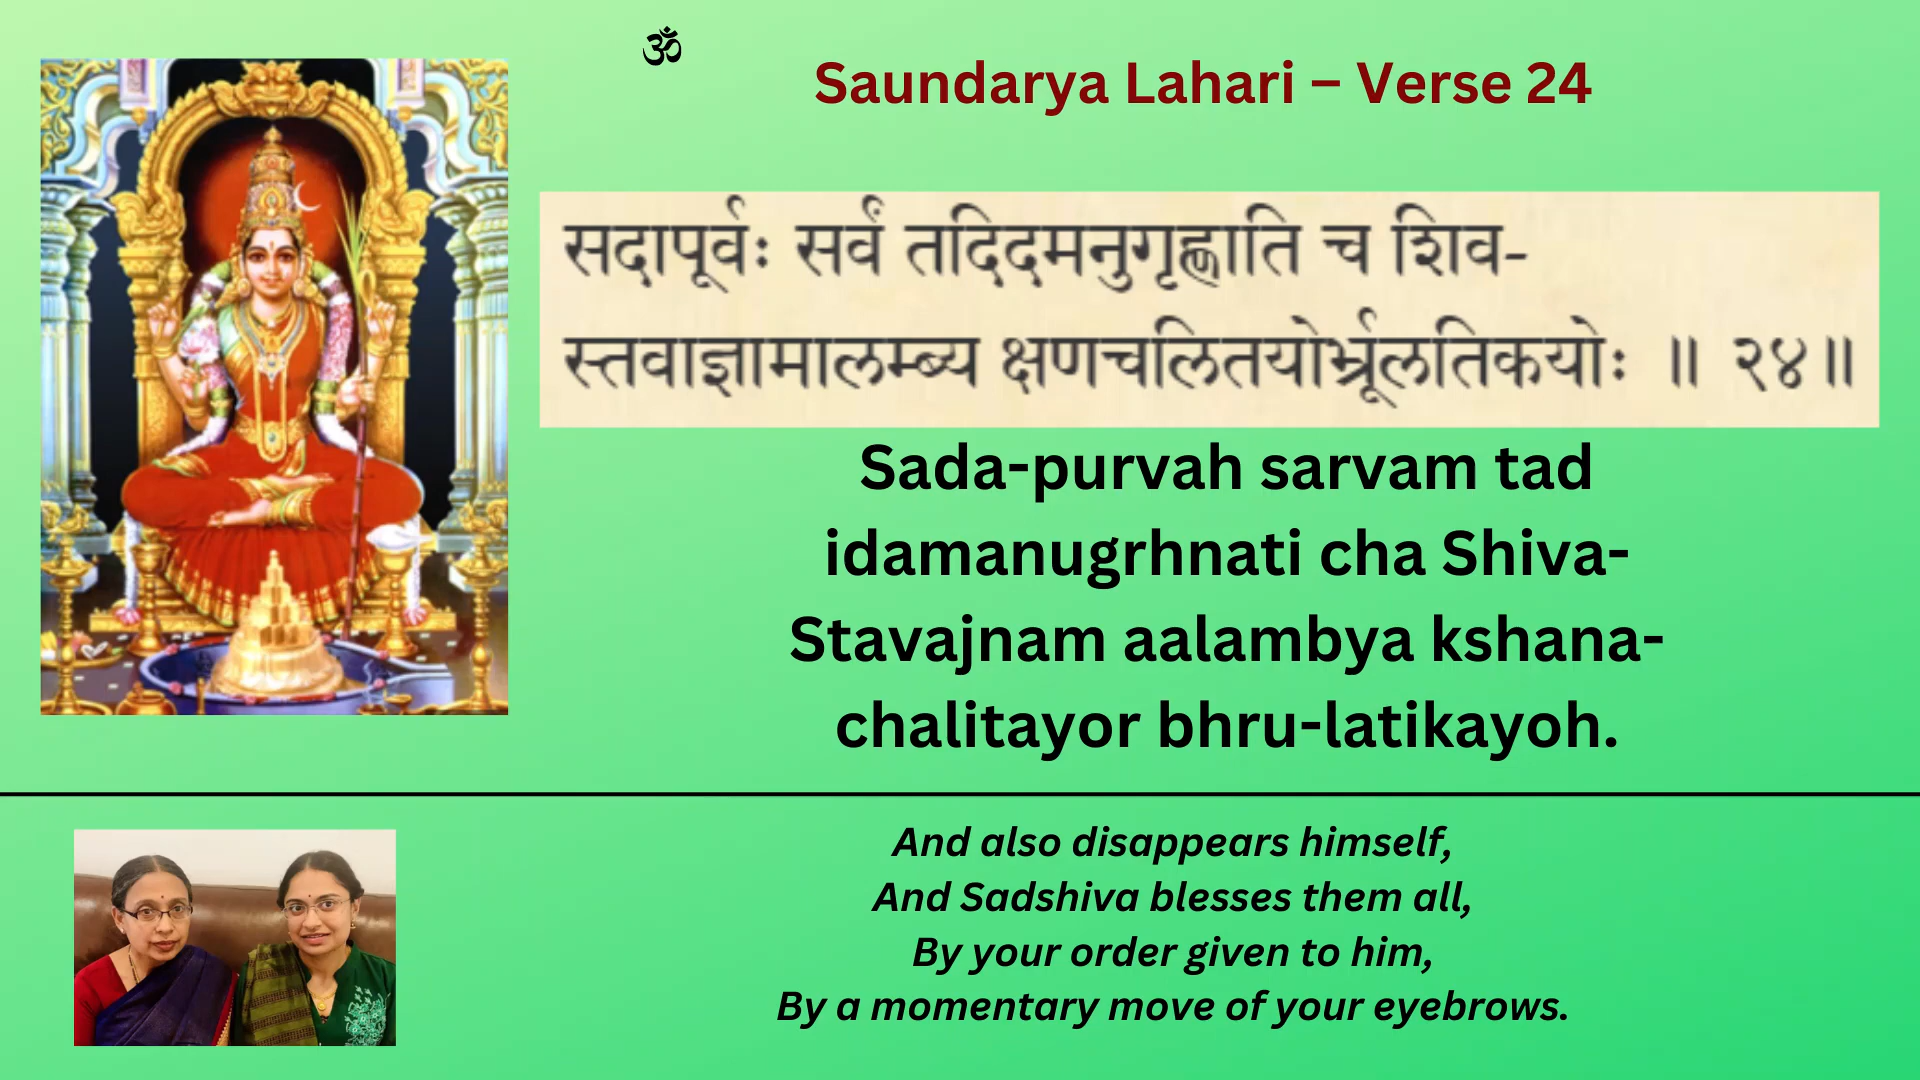 ॐ
Saundarya Lahari – Verse 24
सदापूर्वः सर्वं तदिदमनुगृह्णाति च शिव-
स्तवाज्ञामालम्ब्य क्षणचलितयोर्भ्रूलतिकयोः ॥ २४॥
Sada-purvah sarvam tad
idamanugrhnati cha Shiva-
Stavajnam aalambya kshana-
chalitayor bhru-latikayoh.
And also disappears himself,
And Sadshiva blesses them all,
By your order given to him,
By a momentary move of your eyebrows.